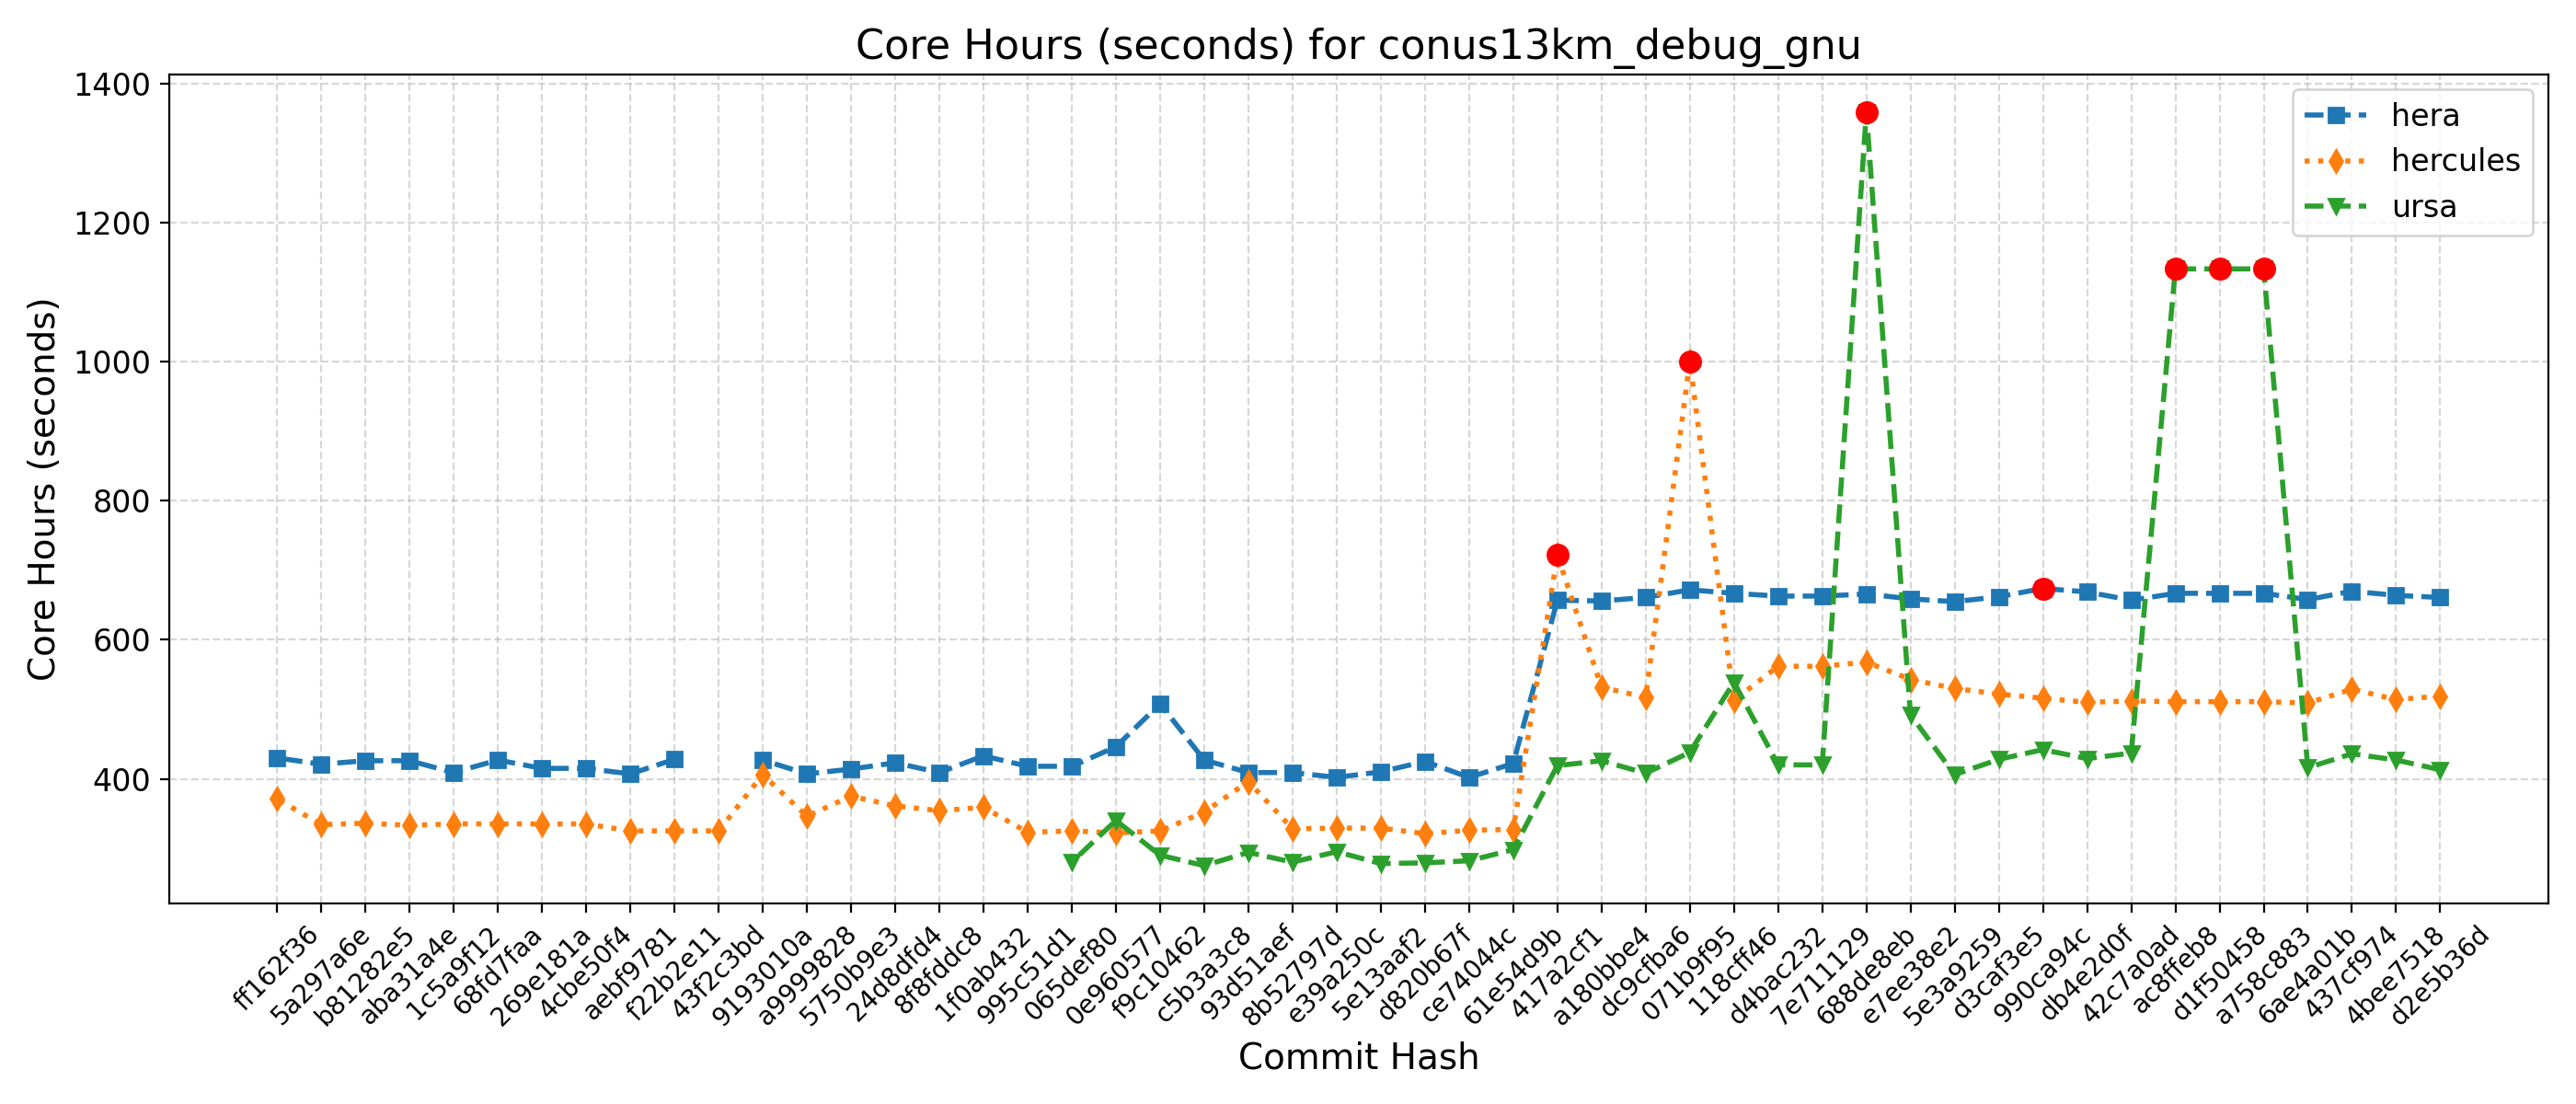 Core Hours (seconds) for conus13km_debug_gnu
Core Hours (seconds)
1400
1200
1000
800
600
400
hera
hercules
ursa
ff162f36
5a297a6e
b81282e5
aba31a4e
1c5a9f12
68fd7faa
269e181a
4cbe50f4
aebf9781
f22b2e11
43f2c3bd
9193010a
a9999828
5750b9e3
24d8dfd4
8f8fddc8
1f0ab432
995c51d1
065def80
0e960577
f9c10462
c5b3a3c8
93d51aef
8b52797d
e39a250c
5e13aaf2
d820b67f
ce74044c
61e54d9b
417a2cf1
a180bbe4
dc9cfba6
071b9f95
118cff46
d4bac232
7e711129
688de8eb
e7ee38e2
5e3a9259
d3caf3e5
990ca94c
db4e2d0f
42c7a0ad
ac8ffeb8
d1f50458
a758c883
6ae4a01b
437cf974
4bee7518
d2e5b36d
Commit Hash